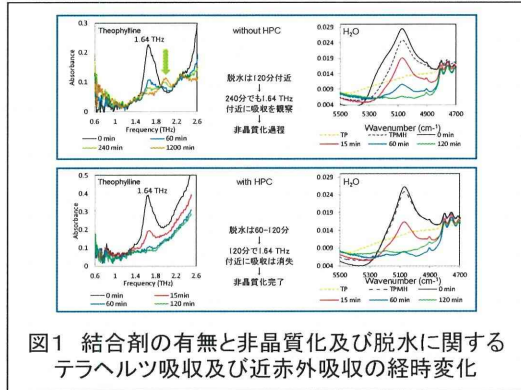 Theophylline
1.64 THz
Absorbance
0.3
0.2
0.1
0
0.6 1.2 1.8 2.4
Frequency (THz)
0 min 60 min
240 min 1200 min
without HPC
脱水は120分付近
↓
240分でも1.64 THz
付近に吸収を観察
↓
非晶質化過程
H₂O
0.029
0.024
0.019
0.014
0.009
0.004
5500 5300 5100 4900 4700
Wavenumber (cm⁻¹)
TP TPMH 0 min
15 min 60 min 120 min
Theophylline
1.64 THz
Absorbance
0.5
0.4
0.3
0.2
0.1
0
0.6 1 1.4 1.8 2.2 2.6
Frequency (THz)
0 min 15min
60 min 120 min
with HPC
脱水は60-120分
↓
120分で1.64 THz
付近に吸収は消失
↓
非晶質化完了
H₂O
0.029
0.024
0.019
0.014
0.009
0.004
5500 5300 5100 4900 4700
Wavenumber (cm⁻¹)
TP TPMH 0 min
15 min 60 min 120 min
図1 結合剤の有無と非晶質化及び脱水に関する
テラヘルツ吸収及び近赤外吸収の経時変化